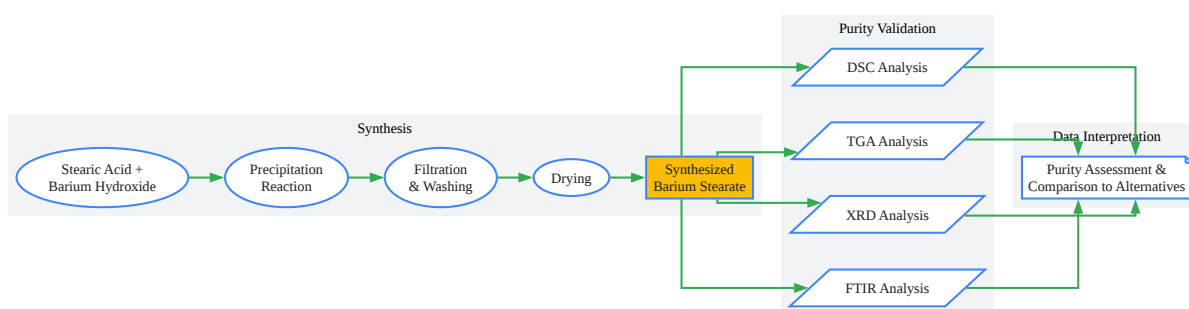 Synthesis
Stearic Acid +
Barium Hydroxide
Precipitation
Reaction
Filtration
& Washing
Drying
Synthesized
Barium Stearate
Purity Validation
DSC Analysis
TGA Analysis
XRD Analysis
FTIR Analysis
Data Interpretation
Purity Assessment &
Comparison to Alternatives